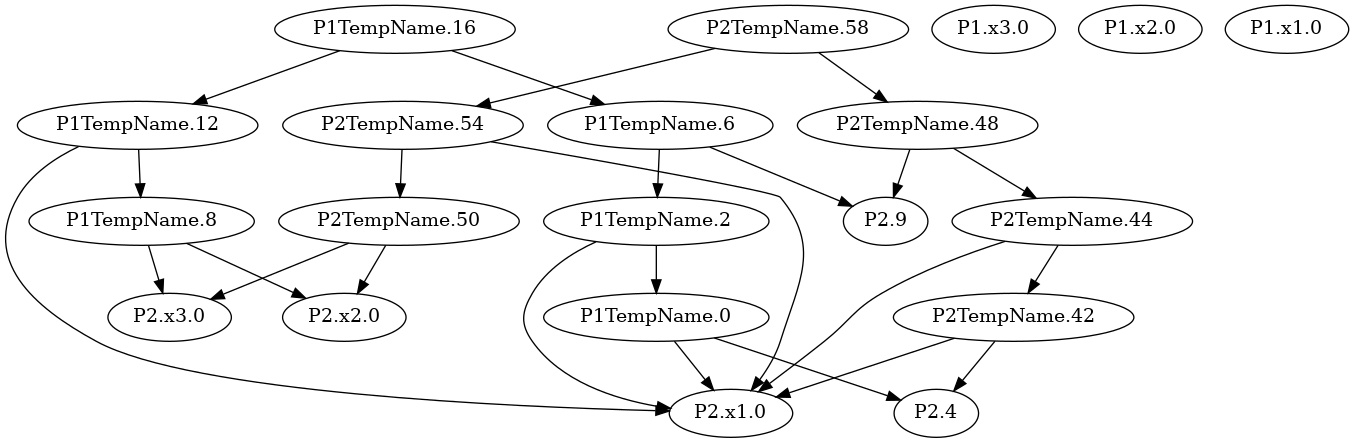 P1TempName.16
P2TempName.58
P1.x3.0
P1.x2.0
P1.x1.0
P1TempName.12
P2TempName.54
P1TempName.6
P2TempName.48
P1TempName.8
P2TempName.50
P1TempName.2
P2.9
P2TempName.44
P2.x3.0
P2.x2.0
P1TempName.0
P2TempName.42
P2.x1.0
P2.4